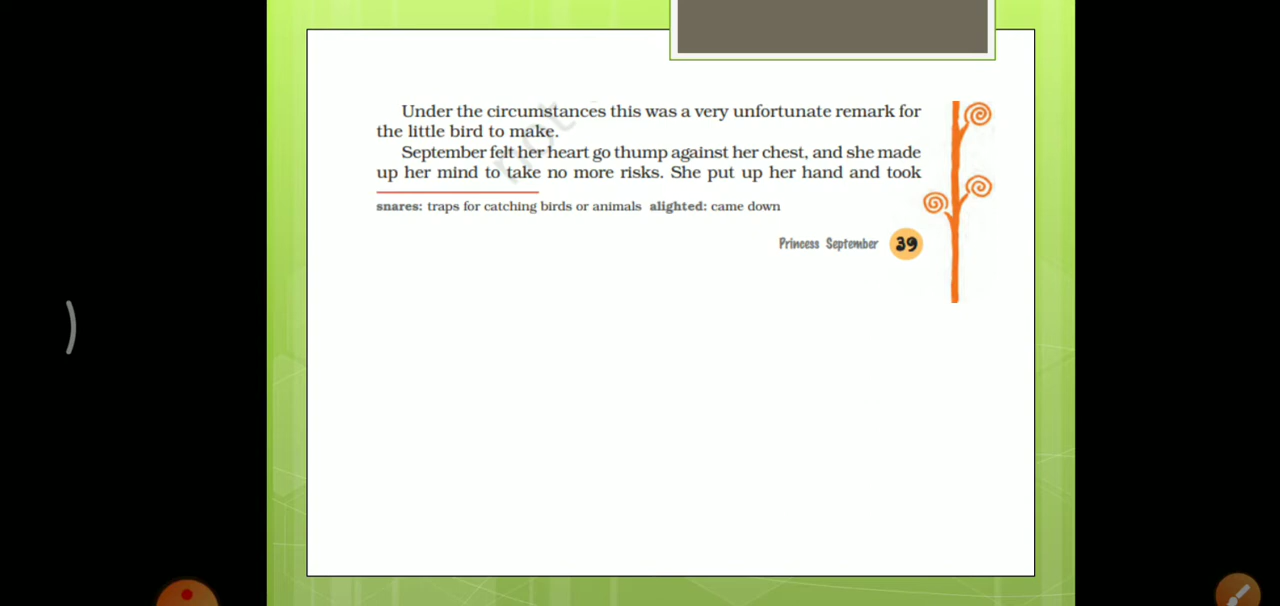 Under the circumstances this was a very unfortunate remark for
the little bird to make.
September felt her heart go thump against her chest, and she made
up her mind to take no more risks. She put up her hand and took
snares: traps for catching birds or animals alighted: came down
Princess September 39
not